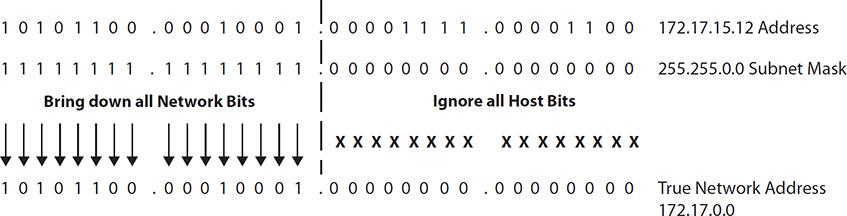 1 0 1 0 1 1 0 0 . 0 0 0 1 0 0 0 1 . 0 0 0 0 1 1 1 1 . 0 0 0 0 1 1 0 0 172.17.15.12 Address
1 1 1 1 1 1 1 1 . 1 1 1 1 1 1 1 1 . 0 0 0 0 0 0 0 0 . 0 0 0 0 0 0 0 0 255.255.0.0 Subnet Mask
Bring down all Network Bits Ignore all Host Bits
X X X X X X X X X X X X X X X X
1 0 1 0 1 1 0 0 . 0 0 0 1 0 0 0 1 . 0 0 0 0 0 0 0 0 . 0 0 0 0 0 0 0 0 True Network Address
172.17.0.0